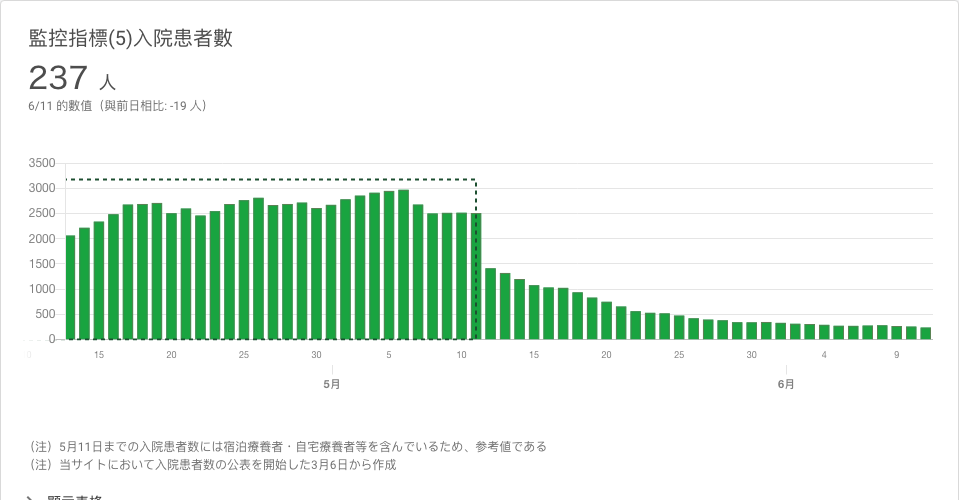 監控指標(5)入院患者數
237 人
6/11 的數值（與前日相比: -19 人）
3500
3000
2500
2000
1500
1000
500
0
0 15 20 25 30 5 10 15 20 25 30 4 9
5月 6月
（注）5月11日までの入院患者数には宿泊療養者・自宅療養者等を含んでいるため、参考値である
（注）当サイトにおいて入院患者数の公表を開始した3月6日から作成
顯示表格